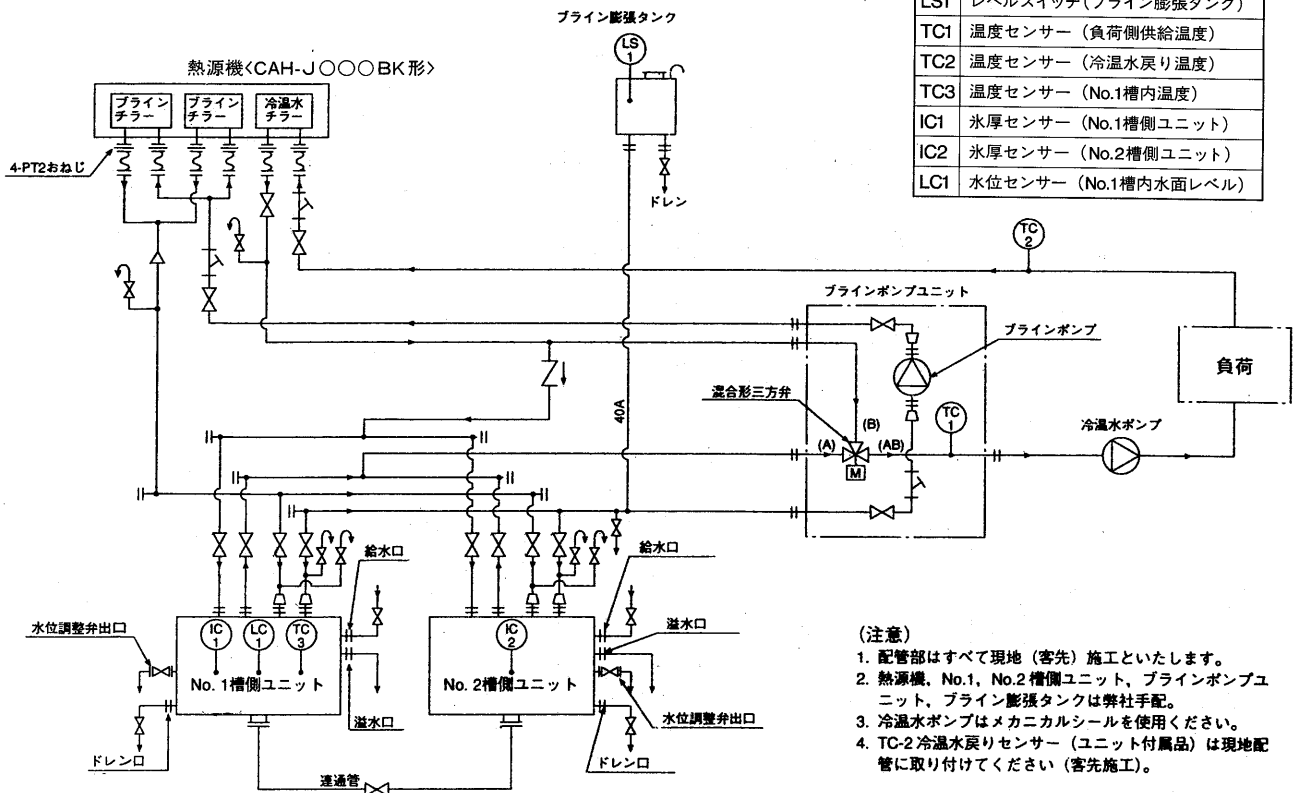 ブライン膨張タンク
LS
1
LS1 レベルスイッチ(ブライン膨張タンク)
TC1 温度センサー(負荷側供給温度)
TC2 温度センサー(冷温水戻り温度)
TC3 温度センサー(No.1槽内温度)
IC1 氷厚センサー(No.1槽側ユニット)
IC2 氷厚センサー(No.2槽側ユニット)
LC1 水位センサー(No.1槽内水面レベル)
熱源機〈CAH-J○○○BK形〉
ブライン
チラー
ブライン
チラー
冷温水
チラー
4-PT2おねじ
ドレン
TC
2
ブラインポンプユニット
ブラインポンプ
負荷
混合形三方弁
40A
TC
1
(B)
(A)
(AB)
M
冷温水ポンプ
給水口
給水口
溢水口
水位調整弁出口
IC
1
LC
1
TC
3
No. 1槽側ユニット
IC
2
No. 2槽側ユニット
溢水口
水位調整弁出口
ドレン口
ドレン口
連通管
(注意)
1. 配管部はすべて現地(客先)施工といたします。
2. 熱源機、No.1、No.2槽側ユニット、ブラインポンプユ
ニット、ブライン膨張タンクは弊社手配。
3. 冷温水ポンプはメカニカルシールを使用ください。
4. TC-2冷温水戻りセンサー(ユニット付属品)は現地配
管に取り付けてください(客先施工)。